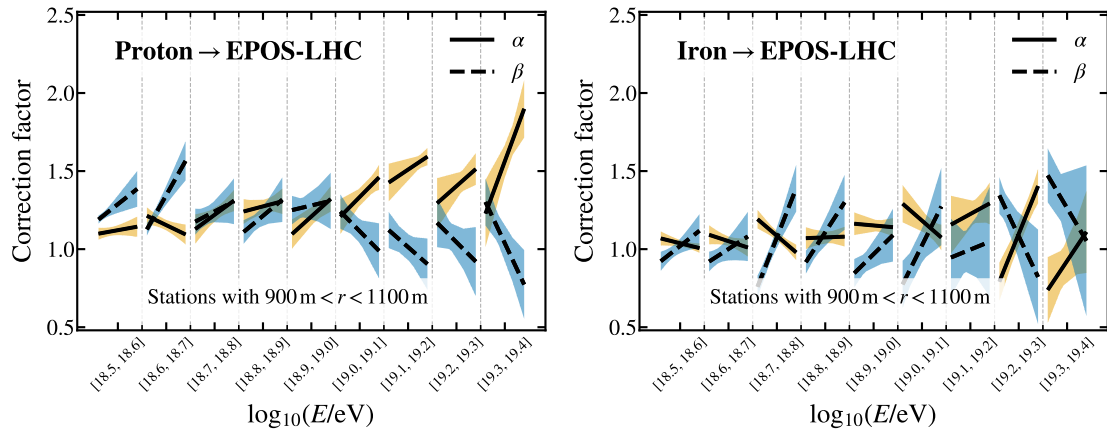 Proton → EPOS-LHC
α
β
Correction factor
2.5
2.0
1.5
1.0
0.5
Stations with 900 m < r < 1100 m
[18.5, 18.6]
[18.6, 18.7]
[18.7, 18.8]
[18.8, 18.9]
[18.9, 19.0]
[19.0, 19.1]
[19.1, 19.2]
[19.2, 19.3]
[19.3, 19.4]
log₁₀(E/eV)
Iron → EPOS-LHC
α
β
Correction factor
2.5
2.0
1.5
1.0
0.5
Stations with 900 m < r < 1100 m
[18.5, 18.6]
[18.6, 18.7]
[18.7, 18.8]
[18.8, 18.9]
[18.9, 19.0]
[19.0, 19.1]
[19.1, 19.2]
[19.2, 19.3]
[19.3, 19.4]
log₁₀(E/eV)